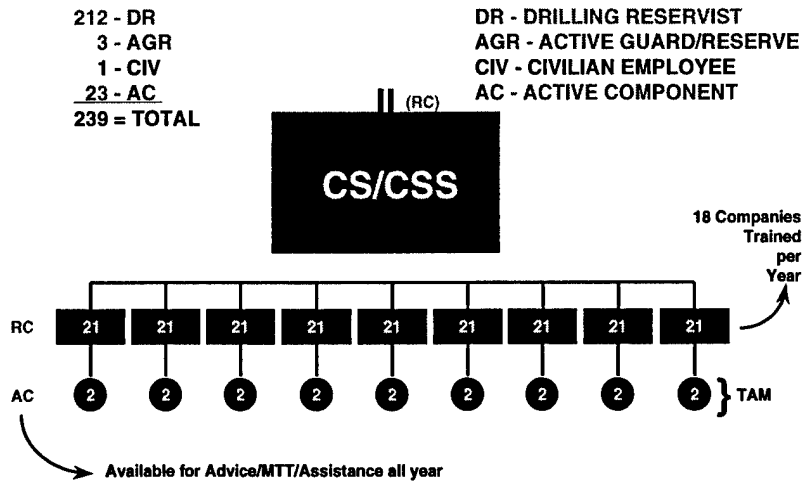 212 - DR
3 - AGR
1 - CIV
23 - AC
239 = TOTAL
DR - DRILLING RESERVIST
AGR - ACTIVE GUARD/RESERVE
CIV - CIVILIAN EMPLOYEE
AC - ACTIVE COMPONENT
(RC)
CS/CSS
18 Companies
Trained
per
Year
RC 21 21 21 21 21 21 21 21 21
AC 2 2 2 2 2 2 2 2 2 } TAM
Available for Advice/MTT/Assistance all year